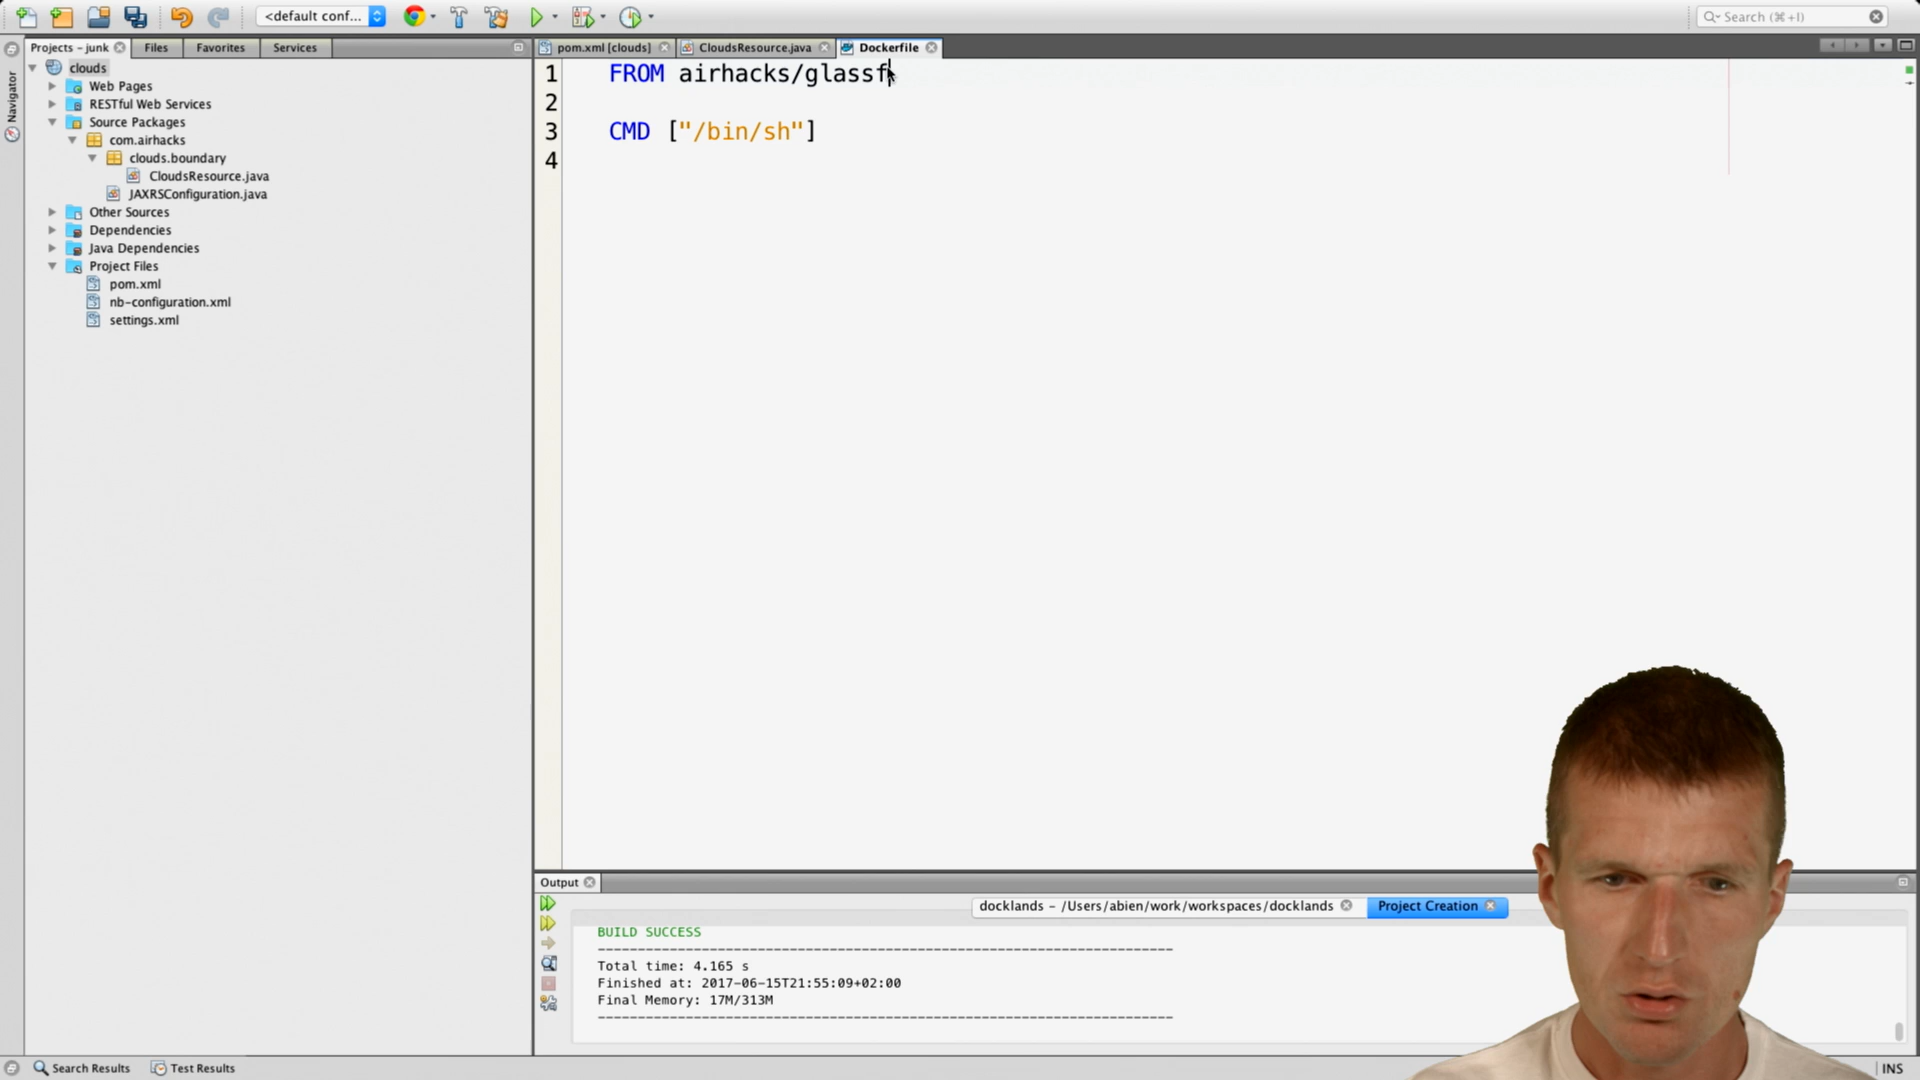 <default conf...
Search (⌘+I)
Projects – junk
Files
Favorites
Services
pom.xml [clouds]
CloudsResource.java
Dockerfile
Navigator
clouds
Web Pages
RESTful Web Services
Source Packages
com.airhacks
clouds.boundary
CloudsResource.java
JAXRSConfiguration.java
Other Sources
Dependencies
Java Dependencies
Project Files
pom.xml
nb-configuration.xml
settings.xml
1 FROM airhacks/glassf
2
3 CMD ["/bin/sh"]
4
Output
docklands – /Users/abien/work/workspaces/docklands
Project Creation
BUILD SUCCESS
------------------------------------------------------------------------
Total time: 4.165 s
Finished at: 2017-06-15T21:55:09+02:00
Final Memory: 17M/313M
------------------------------------------------------------------------
Search Results
Test Results
INS